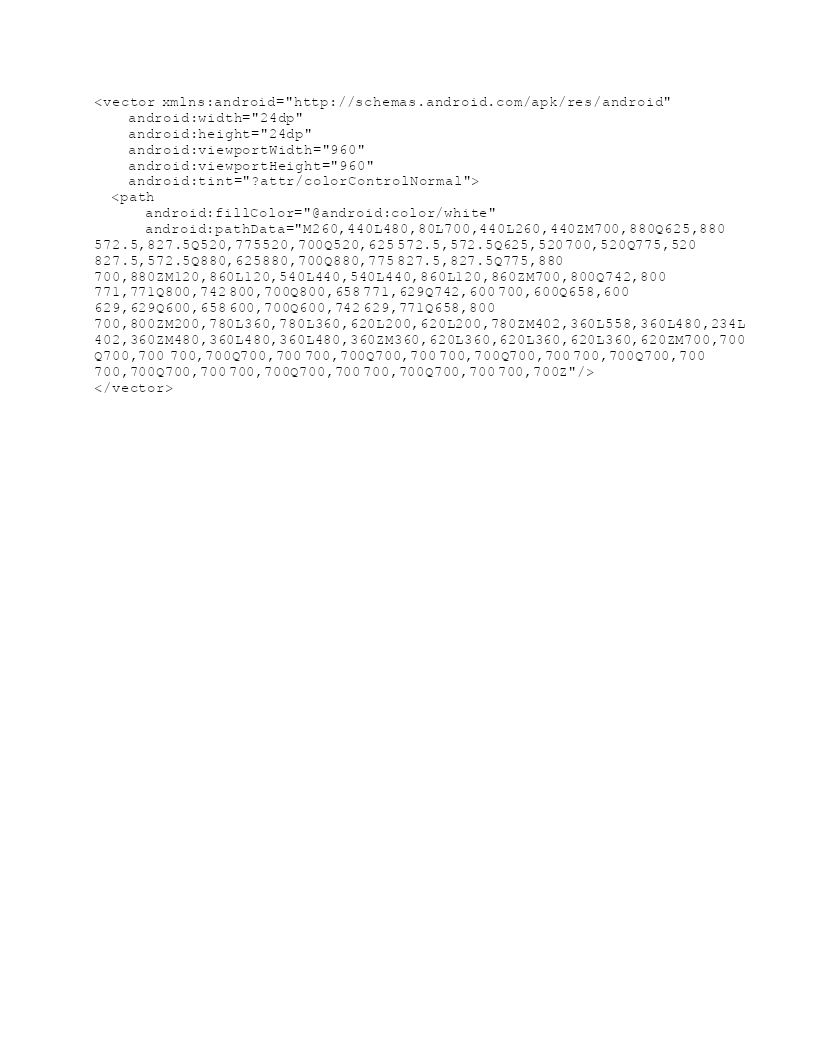 <vector xmlns:android="http://schemas.android.com/apk/res/android"
    android:width="24dp"
    android:height="24dp"
    android:viewportWidth="960"
    android:viewportHeight="960"
    android:tint="?attr/colorControlNormal">
  <path
      android:fillColor="@android:color/white"
      android:pathData="M260,440L480,80L700,440L260,440ZM700,880Q625,880
572.5,827.5Q520,775 520,700Q520,625 572.5,572.5Q625,520 700,520Q775,520
827.5,572.5Q880,625 880,700Q880,775 827.5,827.5Q775,880
700,880ZM120,860L120,540L440,540L440,860L120,860ZM700,800Q742,800
771,771Q800,742 800,700Q800,658 771,629Q742,600 700,600Q658,600
629,629Q600,658 600,700Q600,742 629,771Q658,800
700,800ZM200,780L360,780L360,620L200,620L200,780ZM402,360L558,360L480,234L
402,360ZM480,360L480,360L480,360ZM360,620L360,620L360,620L360,620ZM700,700
Q700,700 700,700Q700,700 700,700Q700,700 700,700Q700,700 700,700Q700,700
700,700Q700,700 700,700Q700,700 700,700Q700,700 700,700Z"/>
</vector>